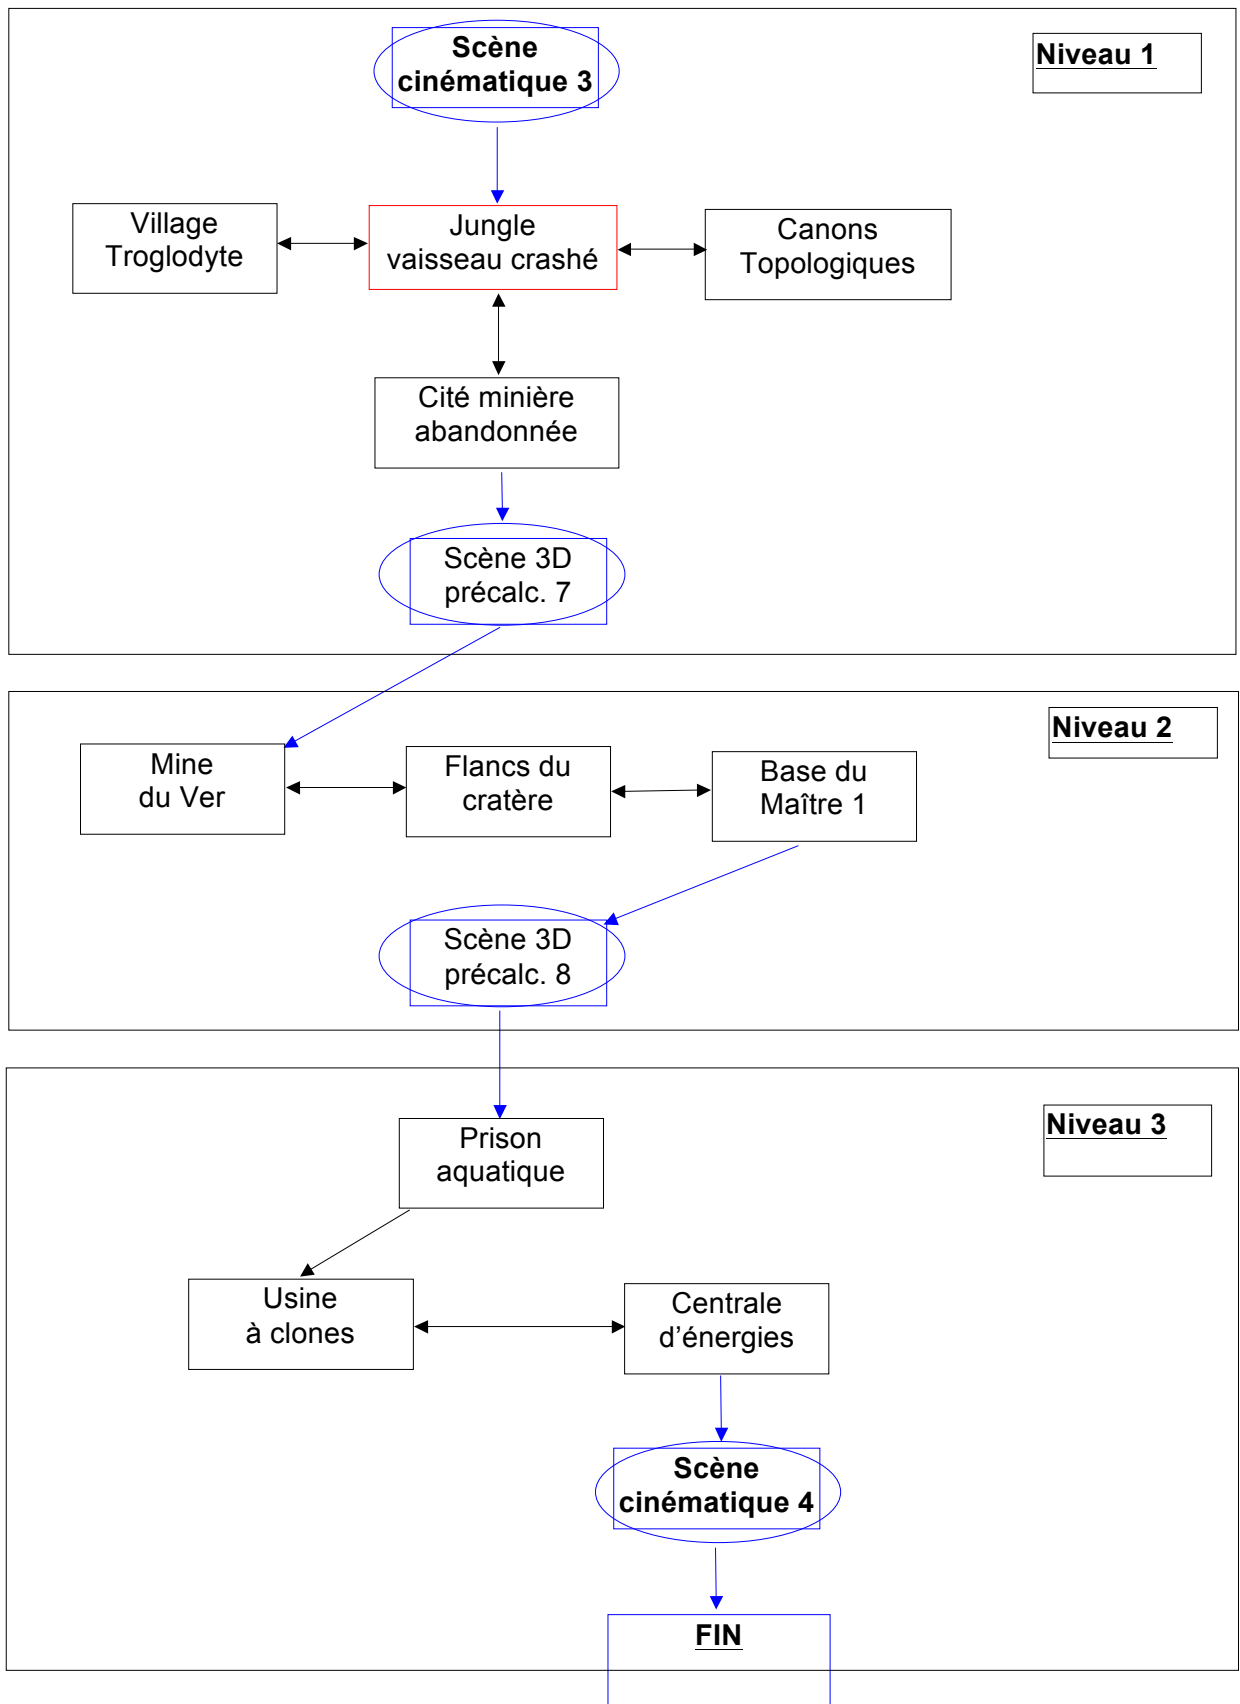 Scène
cinématique 3
Niveau 1
Village
Troglodyte
Jungle
vaisseau crashé
Canons
Topologiques
Cité minière
abandonnée
Scène 3D
précalc. 7
Niveau 2
Mine
du Ver
Flancs du
cratère
Base du
Maître 1
Scène 3D
précalc. 8
Niveau 3
Prison
aquatique
Usine
à clones
Centrale
d’énergies
Scène
cinématique 4
FIN